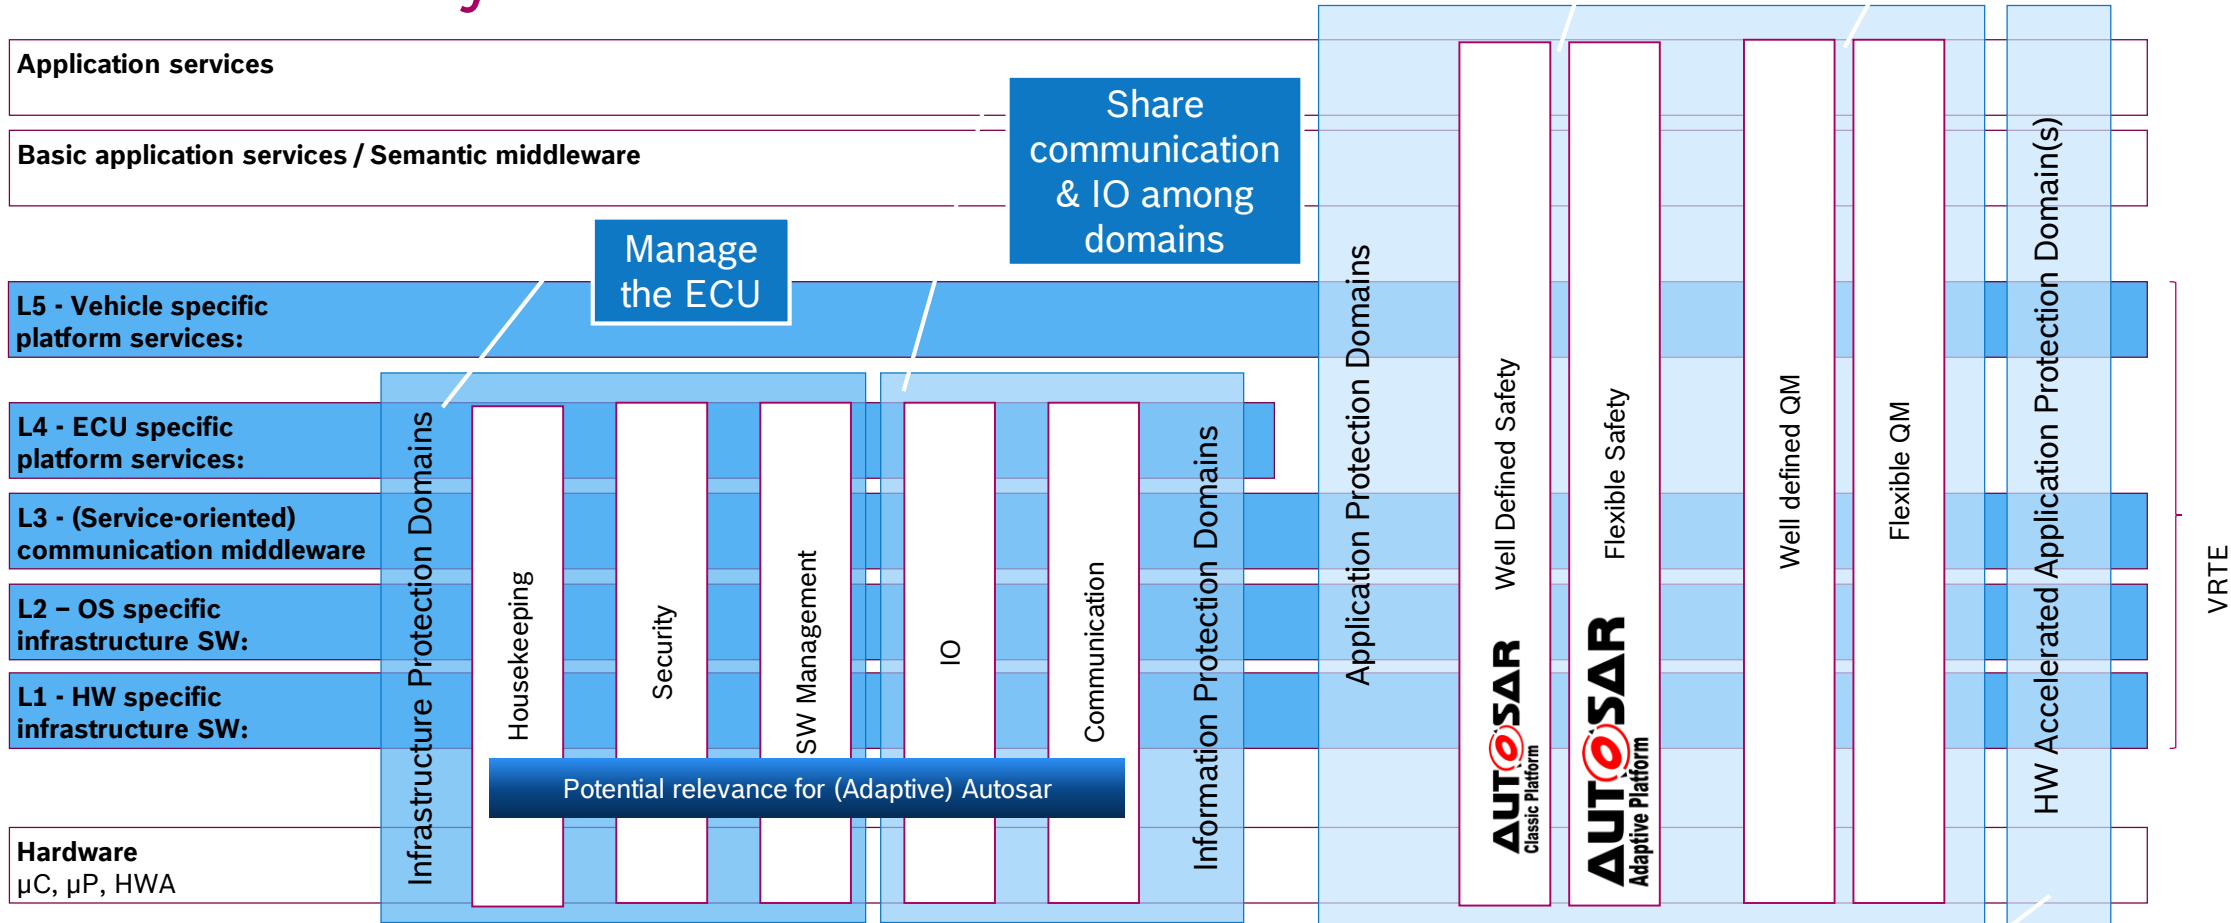 Application services
Share
communication
& IO among
domains
Basic application services / Semantic middleware
Manage
the ECU
L5 - Vehicle specific
platform services:
L4 - ECU specific
platform services:
L3 - (Service-oriented)
communication middleware
L2 – OS specific
infrastructure SW:
L1 - HW specific
infrastructure SW:
Hardware
µC, µP, HWA
Infrastructure Protection Domains
Housekeeping
Security
SW Management
IO
Communication
Information Protection Domains
Potential relevance for (Adaptive) Autosar
Application Protection Domains
Well Defined Safety
AUTOSAR
Classic Platform
Flexible Safety
AUTOSAR
Adaptive Platform
Well defined QM
Flexible QM
HW Accelerated Application Protection Domain(s)
VRTE